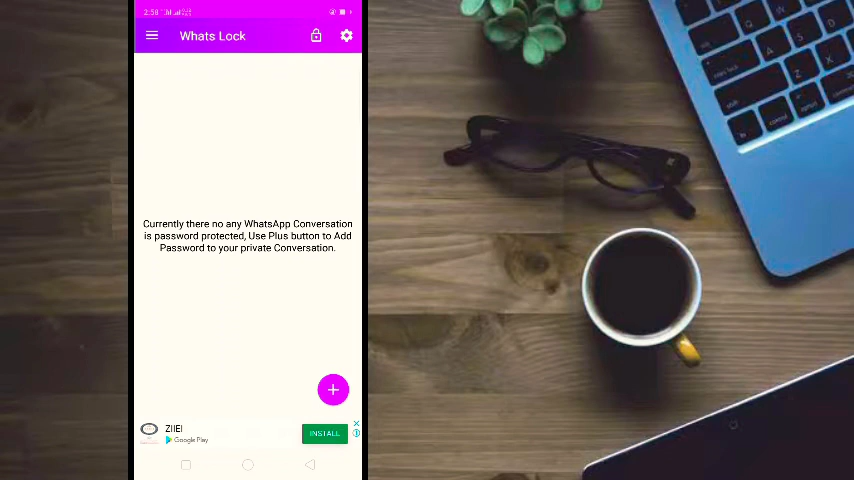 2:58
Whats Lock
Currently there no any WhatsApp Conversation
is password protected, Use Plus button to Add
Password to your private Conversation.
ZIIEI
Google Play
INSTALL